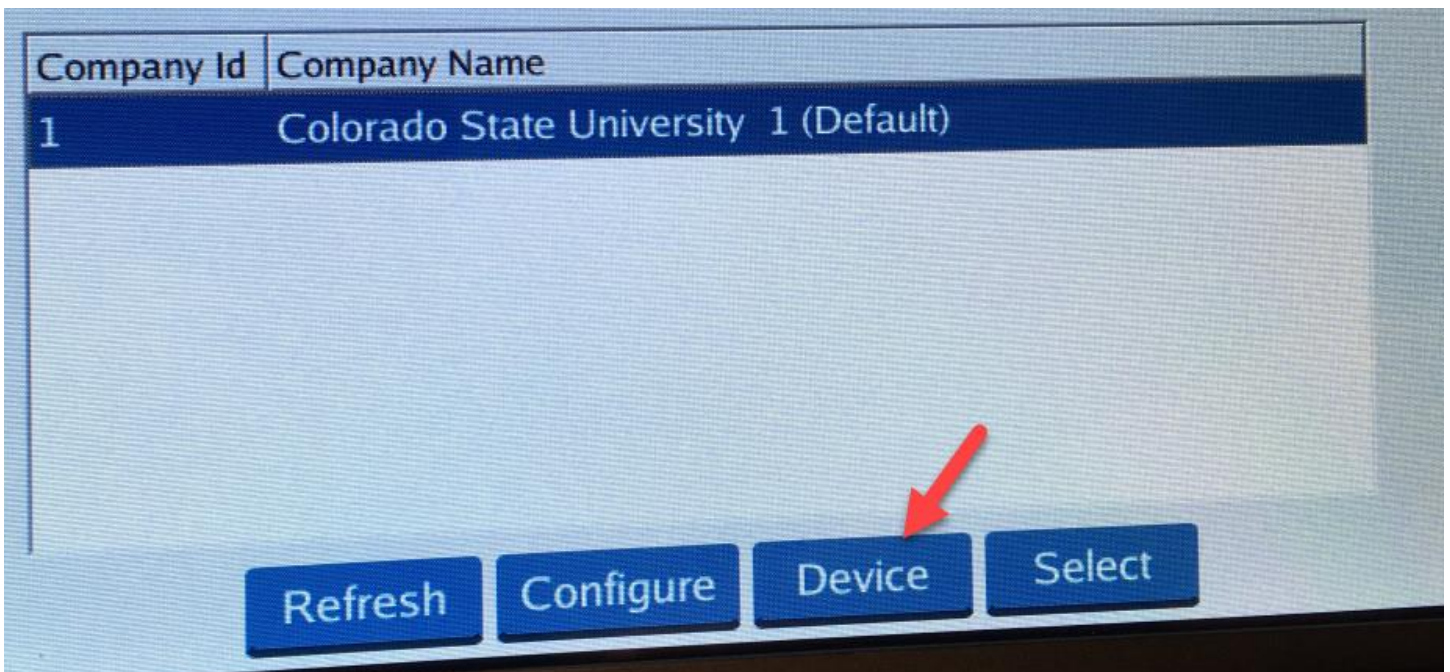 Company Id Company Name
1 Colorado State University 1 (Default)
Refresh Configure Device Select